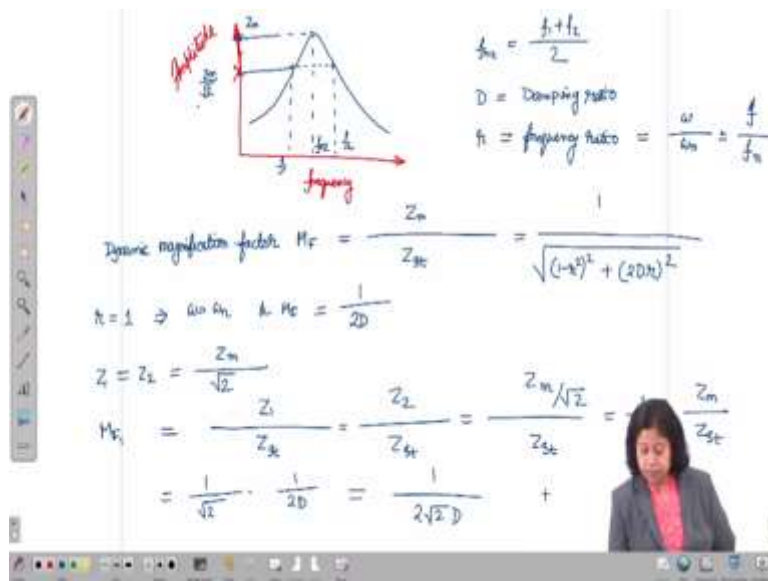 Zm
Amplitude
f₁ fn f₂
frequency
fn = f₁+f₂ / 2
D = Damping ratio
r = frequency ratio = ω/ωn = f/fn
Dynamic magnification factor MF = Zm/Zst = 1/√((1-r²)² + (2Dr)²)
r = 1 ⇒ ω=ωn & MF = 1/2D
Z₁ = Z₂ = Zm/√2
MF₁ = Z₁/Zst = Z₂/Zst = Zm/√2 / Zst = Zm/Zst
= 1/√2 · 1/2D = 1/2√2D +